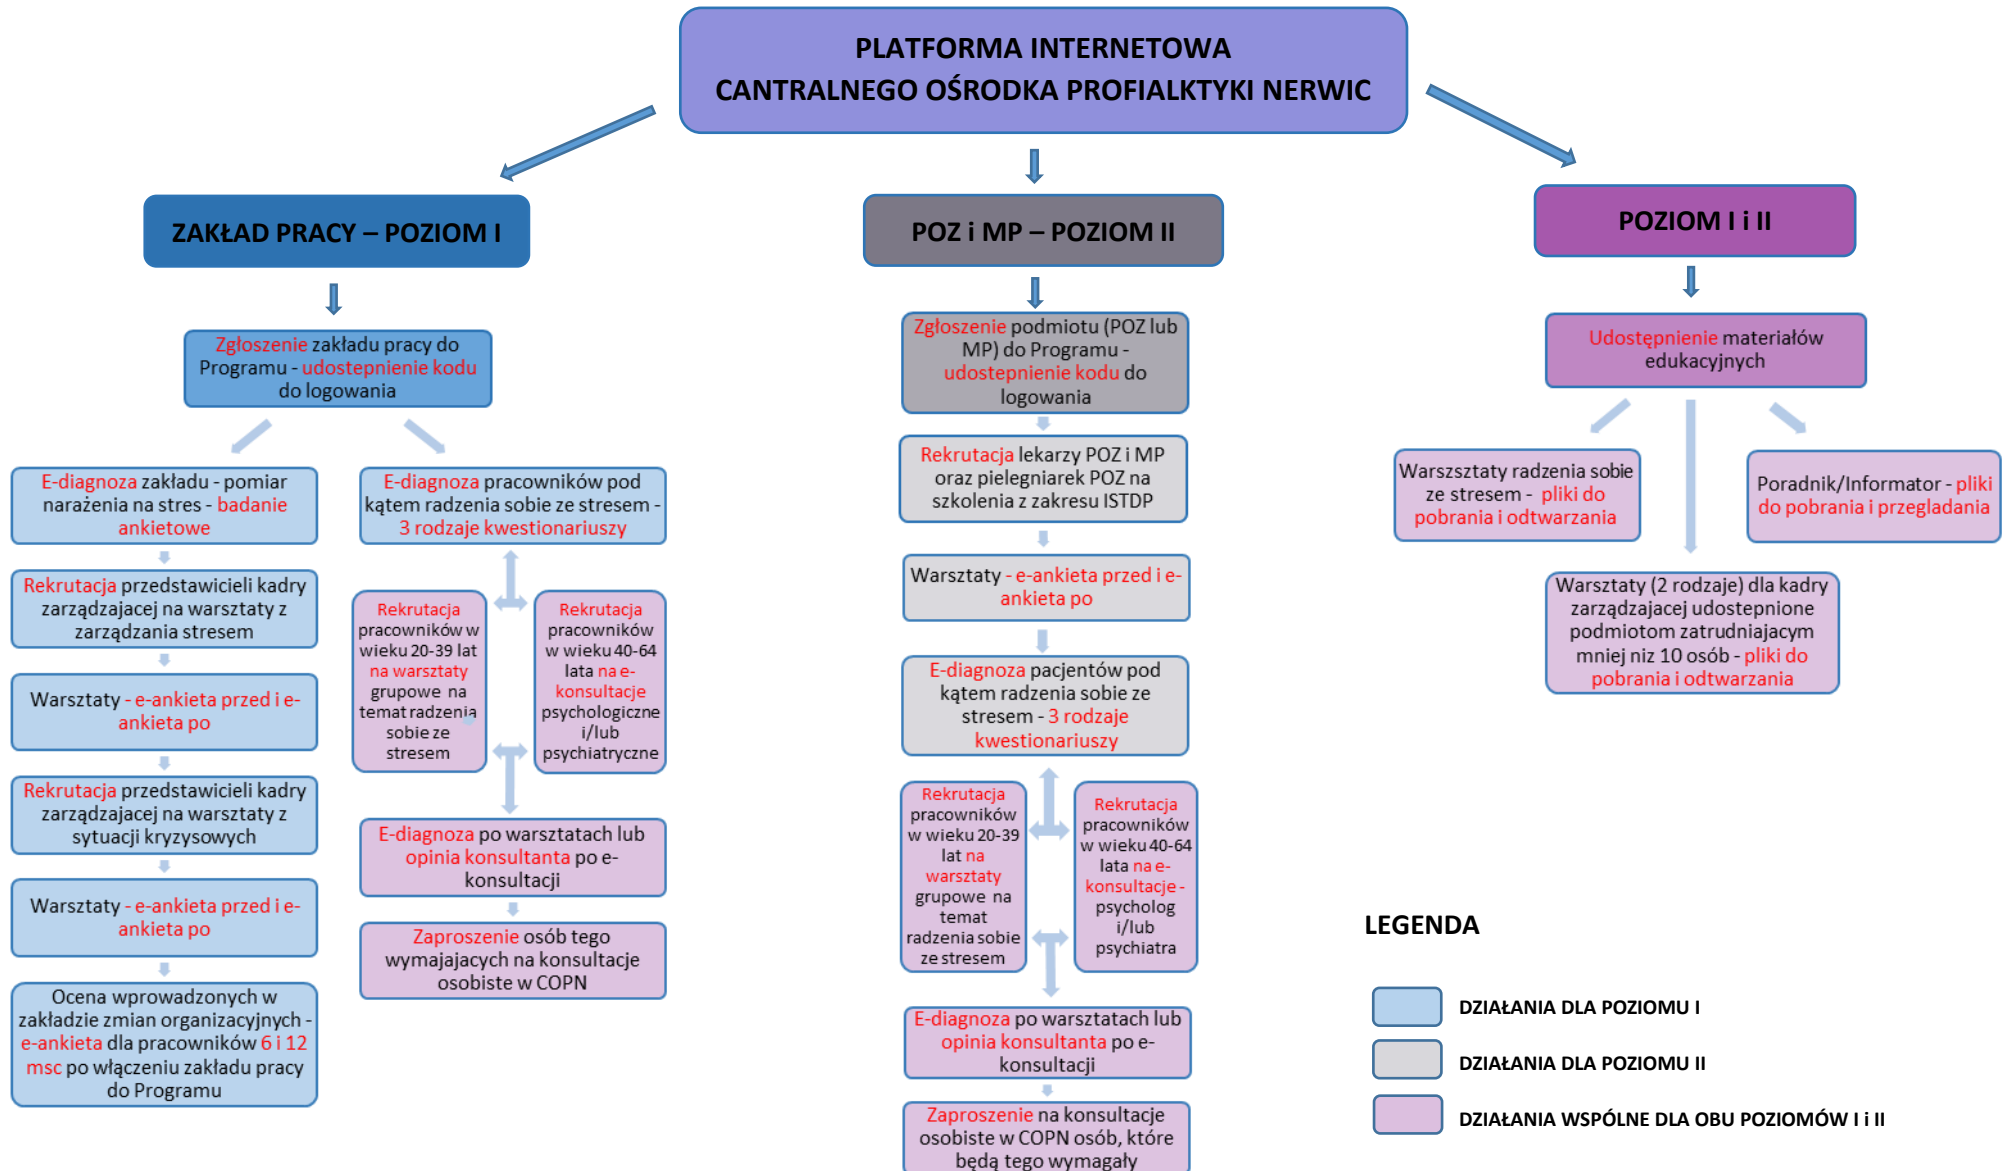 PLATFORMA INTERNETOWA
CANTRALNEGO OŚRODKA PROFIALKTYKI NERWIC
ZAKŁAD PRACY – POZIOM I
Zgłoszenie zakładu pracy do
Programu - udostepnienie kodu
do logowania
E-diagnoza zakładu - pomiar
narażenia na stres - badanie
ankietowe
Rekrutacja przedstawicieli kadry
zarządzajacej na warsztaty z
zarządzania stresem
Warsztaty - e-ankieta przed i e-
ankieta po
Rekrutacja przedstawicieli kadry
zarządzajacej na warsztaty z
sytuacji kryzysowych
Warsztaty - e-ankieta przed i e-
ankieta po
Ocena wprowadzonych w
zakładzie zmian organizacyjnych -
e-ankieta dla pracowników 6 i 12
msc po włączeniu zakładu pracy
do Programu
E-diagnoza pracowników pod
kątem radzenia sobie ze stresem -
3 rodzaje kwestionariuszy
Rekrutacja
pracowników w
wieku 20-39 lat
na warsztaty
grupowe na
temat radzenia
sobie ze
stresem
Rekrutacja
pracowników
w wieku 40-64
lata na e-
konsultacje
psychologiczne
i/lub
psychiatryczne
E-diagnoza po warsztatach lub
opinia konsultanta po e-
konsultacji
Zaproszenie osób tego
wymajajacych na konsultacje
osobiste w COPN
POZ i MP – POZIOM II
Zgłoszenie podmiotu (POZ lub
MP) do Programu -
udostepnienie kodu do
logowania
Rekrutacja lekarzy POZ i MP
oraz pielegniarek POZ na
szkolenia z zakresu ISTDP
Warsztaty - e-ankieta przed i e-
ankieta po
E-diagnoza pacjentów pod
kątem radzenia sobie ze
stresem - 3 rodzaje
kwestionariuszy
Rekrutacja
pracowników
w wieku 20-39
lat na
warsztaty
grupowe na
temat
radzenia sobie
ze stresem
Rekrutacja
pracowników
w wieku 40-64
lata na e-
konsultacje -
psycholog
i/lub
psychiatra
E-diagnoza po warsztatach lub
opinia konsultanta po e-
konsultacji
Zaproszenie na konsultacje
osobiste w COPN osób, które
będą tego wymagały
POZIOM I i II
Udostępnienie materiałów
edukacyjnych
Warszsztaty radzenia sobie
ze stresem - pliki do
pobrania i odtwarzania
Poradnik/Informator - pliki
do pobrania i przegladania
Warsztaty (2 rodzaje) dla kadry
zarządzajacej udostepnione
podmiotom zatrudniajacym
mniej niz 10 osób - pliki do
pobrania i odtwarzania
LEGENDA
DZIAŁANIA DLA POZIOMU I
DZIAŁANIA DLA POZIOMU II
DZIAŁANIA WSPÓLNE DLA OBU POZIOMÓW I i II